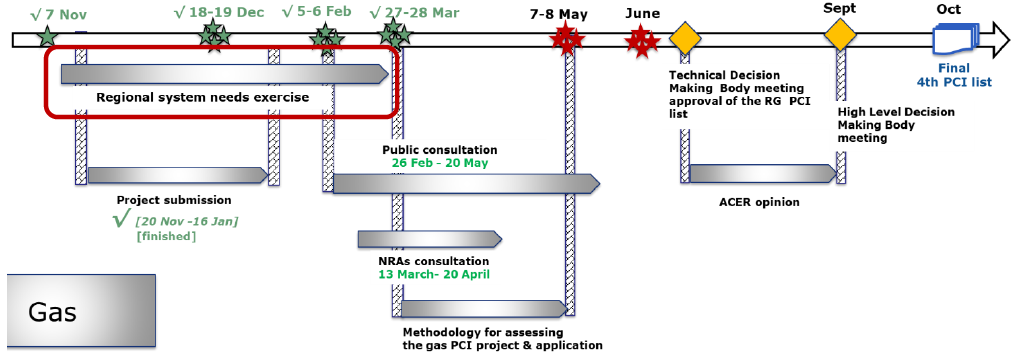 √ 7 Nov
√ 18-19 Dec
√ 5-6 Feb
√ 27-28 Mar
7-8 May
June
Sept
Oct
Regional system needs exercise
Technical Decision
Making Body meeting
approval of the RG PCI
list
Final
4th PCI list
High Level Decision
Making Body
meeting
Public consultation
26 Feb - 20 May
Project submission
√ [20 Nov -16 Jan]
[finished]
ACER opinion
NRAs consultation
13 March- 20 April
Gas
Methodology for assessing
the gas PCI project & application